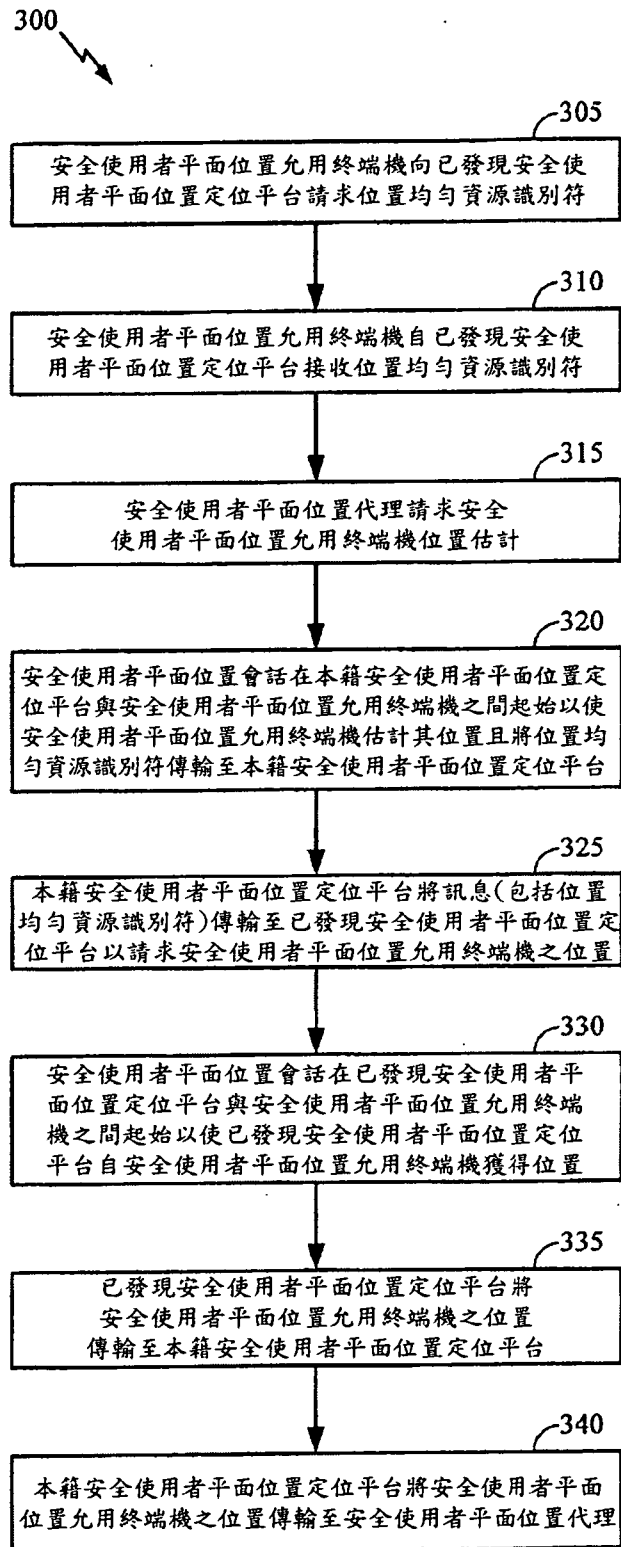 300
305
安全使用者平面位置允用終端機向已發現安全使
用者平面位置定位平台請求位置均勻資源識別符
310
安全使用者平面位置允用終端機自已發現安全使
用者平面位置定位平台接收位置均勻資源識別符
315
安全使用者平面位置代理請求安全
使用者平面位置允用終端機位置估計
320
安全使用者平面位置會話在本籍安全使用者平面位置定
位平台與安全使用者平面位置允用終端機之間起始以使
安全使用者平面位置允用終端機估計其位置且將位置均
勻資源識別符傳輸至本籍安全使用者平面位置定位平台
325
本籍安全使用者平面位置定位平台將訊息(包括位置
均勻資源識別符)傳輸至已發現安全使用者平面位置定
位平台以請求安全使用者平面位置允用終端機之位置
330
安全使用者平面位置會話在已發現安全使用者平
面位置定位平台與安全使用者平面位置允用終端
機之間起始以使已發現安全使用者平面位置定位
平台自安全使用者平面位置允用終端機獲得位置
335
已發現安全使用者平面位置定位平台將
安全使用者平面位置允用終端機之位置
傳輸至本籍安全使用者平面位置定位平台
340
本籍安全使用者平面位置定位平台將安全使用者平面
位置允用終端機之位置傳輸至安全使用者平面位置代理